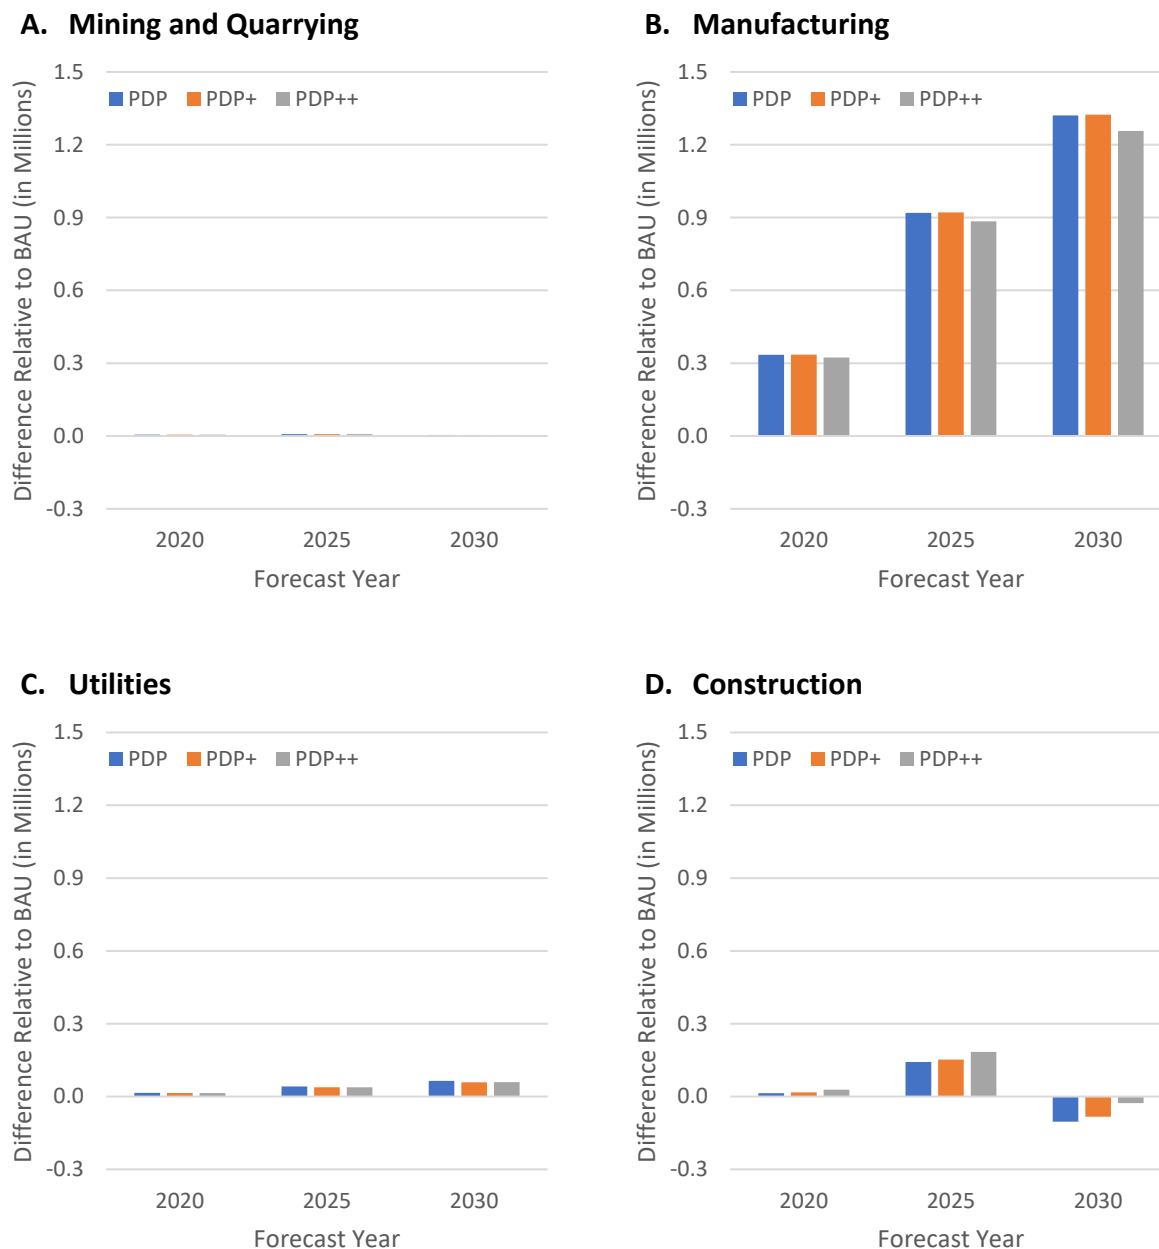 A. Mining and Quarrying
Difference Relative to BAU (in Millions)
1.5
1.2
0.9
0.6
0.3
0.0
-0.3
PDP PDP+ PDP++
2020 2025 2030
Forecast Year
B. Manufacturing
Difference Relative to BAU (in Millions)
1.5
1.2
0.9
0.6
0.3
0.0
-0.3
PDP PDP+ PDP++
2020 2025 2030
Forecast Year
C. Utilities
Difference Relative to BAU (in Millions)
1.5
1.2
0.9
0.6
0.3
0.0
-0.3
PDP PDP+ PDP++
2020 2025 2030
Forecast Year
D. Construction
Difference Relative to BAU (in Millions)
1.5
1.2
0.9
0.6
0.3
0.0
-0.3
PDP PDP+ PDP++
2020 2025 2030
Forecast Year